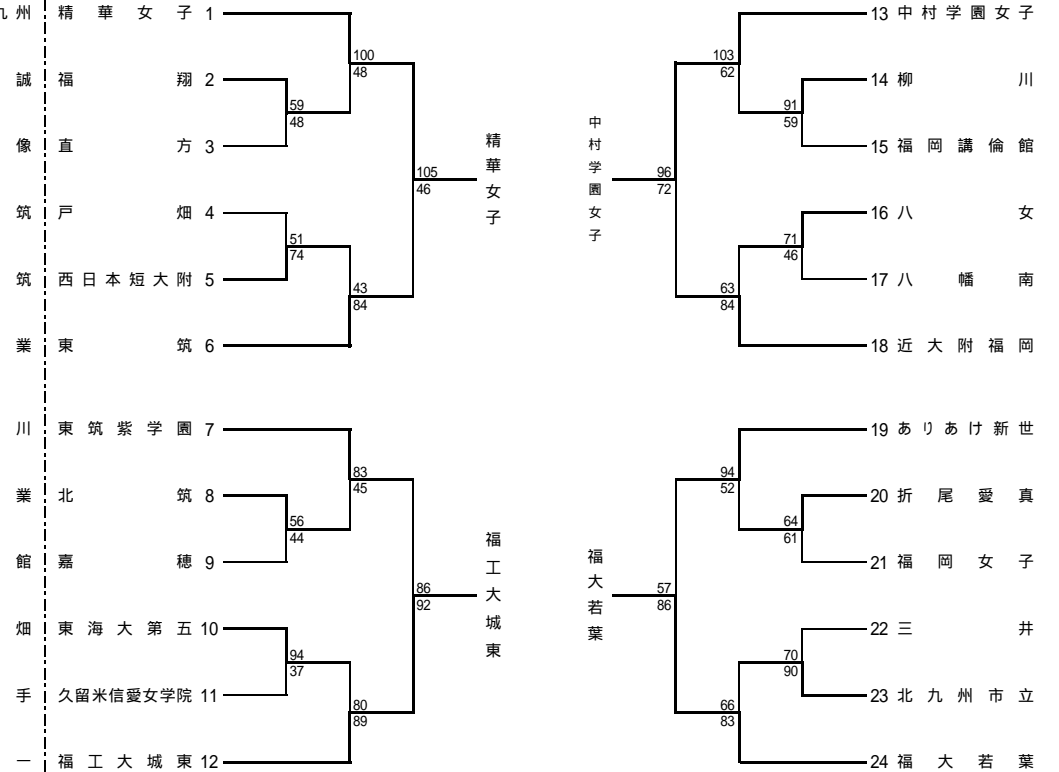 九州 精華女子 1
誠 福翔 2
像 直方 3
筑 戸畑 4
筑 西日本短大附 5
業 東筑 6
川 東筑紫学園 7
業 北筑 8
館 嘉穂 9
畑 東海大第五 10
手 久留米信愛女学院 11
一 福工大城東 12
100
48
59
48
51
74
43
84
105
46
精華女子
83
45
56
44
94
37
80
89
86
92
福工大城東
中村学園女子
96
72
103
62
91
59
71
46
63
84
福大若葉
57
86
94
52
64
61
70
90
66
83
13 中村学園女子
14 柳川
15 福岡講倫館
16 八女
17 八幡南
18 近大附福岡
19 ありあけ新世
20 折尾愛真
21 福岡女子
22 三井
23 北九州市立
24 福大若葉